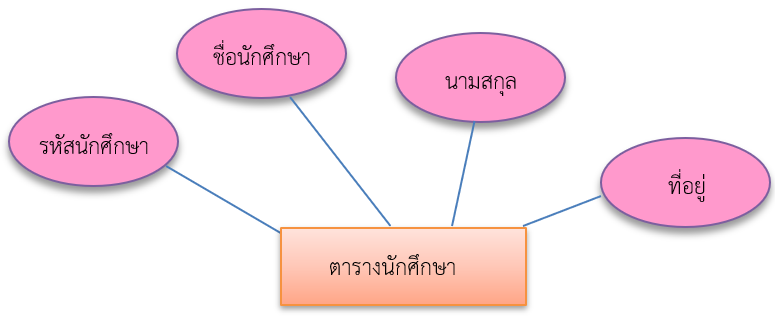 ชื่อนักศึกษา
นามสกุล
รหัสนักศึกษา
ที่อยู่
ตารางนักศึกษา